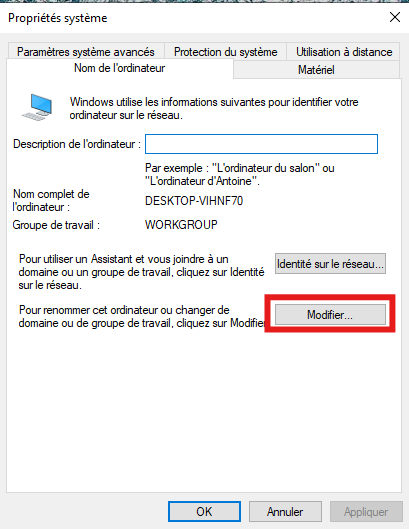 Propriétés système
Paramètres système avancés
Protection du système
Utilisation à distance
Nom de l'ordinateur
Matériel
Windows utilise les informations suivantes pour identifier votre
ordinateur sur le réseau.
Description de l'ordinateur :
Par exemple : "L'ordinateur du salon" ou
"L'ordinateur d'Antoine".
Nom complet de
l'ordinateur :
DESKTOP-VIHNF70
Groupe de travail :
WORKGROUP
Pour utiliser un Assistant et vous joindre à un
domaine ou un groupe de travail, cliquez sur Identité
sur le réseau.
Identité sur le réseau...
Pour renommer cet ordinateur ou changer de
domaine ou de groupe de travail, cliquez sur Modifier
Modifier...
OK
Annuler
Appliquer